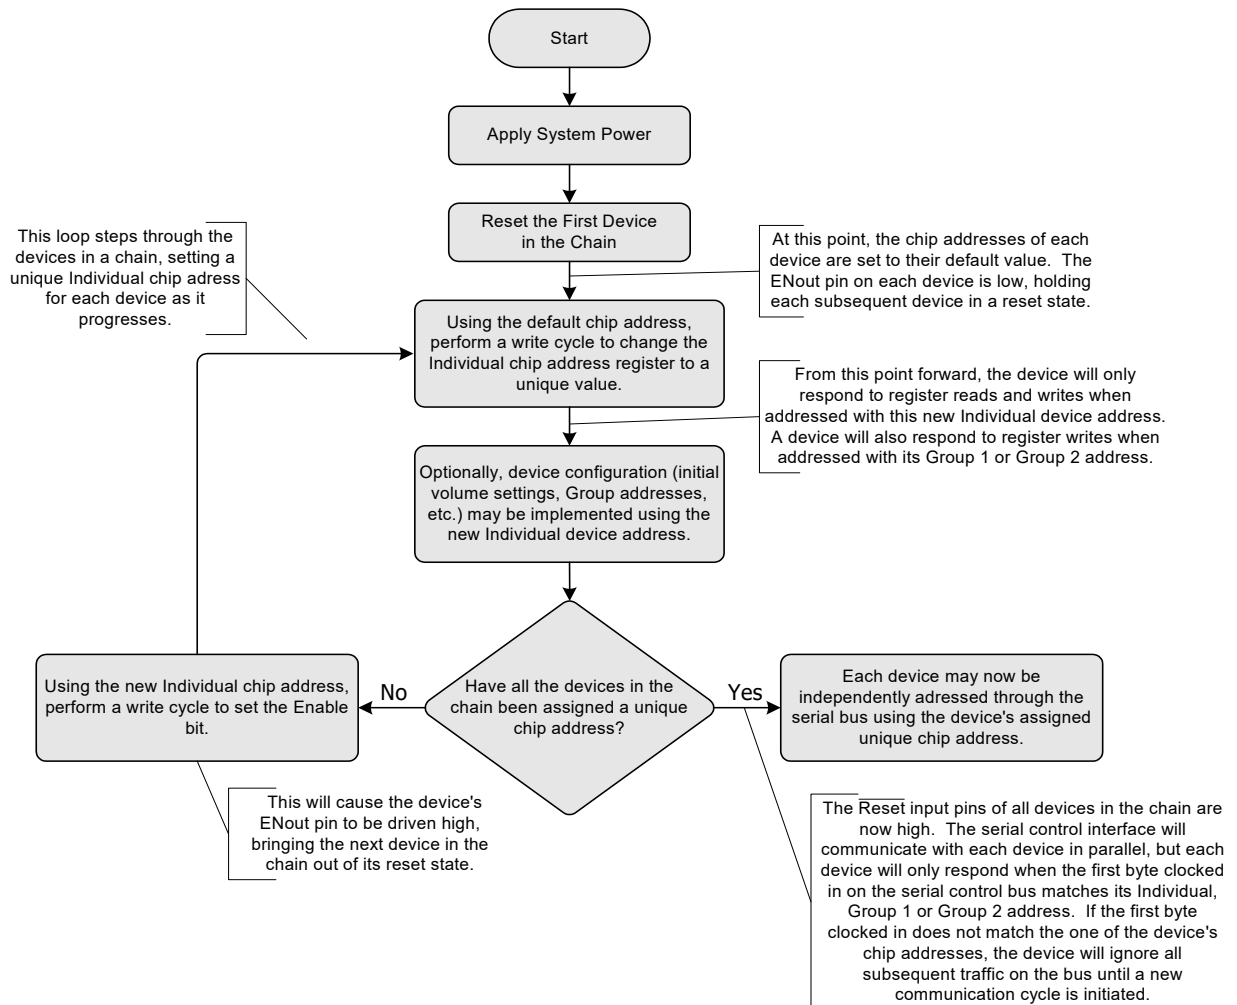 Start
Apply System Power
Reset the First Device
in the Chain
This loop steps through the
devices in a chain, setting a
unique Individual chip adress
for each device as it
progresses.
At this point, the chip addresses of each
device are set to their default value.  The
ENout pin on each device is low, holding
each subsequent device in a reset state.
Using the default chip address,
perform a write cycle to change the
Individual chip address register to a
unique value.
From this point forward, the device will only
respond to register reads and writes when
addressed with this new Individual device address.
A device will also respond to register writes when
addressed with its Group 1 or Group 2 address.
Optionally, device configuration (initial
volume settings, Group addresses,
etc.) may be implemented using the
new Individual device address.
Using the new Individual chip address,
perform a write cycle to set the Enable
bit.
No
Have all the devices in the
chain been assigned a unique
chip address?
Yes
Each device may now be
independently adressed through the
serial bus using the device's assigned
unique chip address.
This will cause the device's
ENout pin to be driven high,
bringing the next device in the
chain out of its reset state.
The Reset input pins of all devices in the chain are
now high.  The serial control interface will
communicate with each device in parallel, but each
device will only respond when the first byte clocked
in on the serial control bus matches its Individual,
Group 1 or Group 2 address.  If the first byte
clocked in does not match the one of the device's
chip addresses, the device will ignore all
subsequent traffic on the bus until a new
communication cycle is initiated.